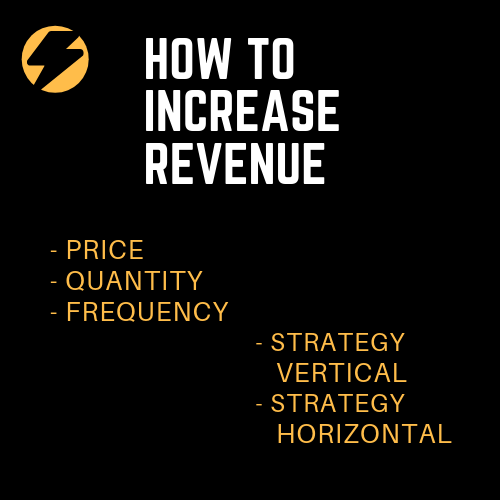 HOW TO
INCREASE
REVENUE
- PRICE
- QUANTITY
- FREQUENCY
- STRATEGY
VERTICAL
- STRATEGY
HORIZONTAL